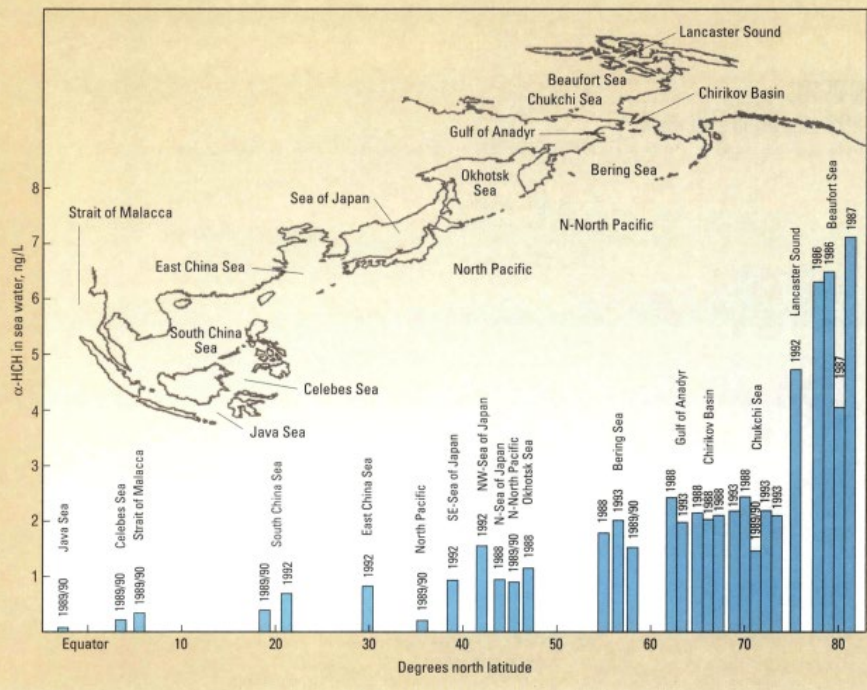 Lancaster Sound
Beaufort Sea
Chukchi Sea
Chirikov Basin
Gulf of Anadyr
Okhotsk
Sea
Bering Sea
Sea of Japan
Strait of Malacca
N-North Pacific
East China Sea
North Pacific
South China
Sea
Celebes Sea
Java Sea
α-HCH in sea water, ng/L
8
7
6
5
4
3
2
1
Java Sea
1989/90
Celebes Sea
1989/90
Strait of Malacca
1989/90
South China Sea
1989/90
1992
East China Sea
1992
North Pacific
1989/90
SE-Sea of Japan
1992
NW-Sea of Japan
1992
N-Sea of Japan
1988
N-North Pacific
1989/90
Okhotsk Sea
1988
Bering Sea
1988
1993
1989/90
Gulf of Anadyr
1988
1993
Chirikov Basin
1988
1988
1988
Chukchi Sea
1993
1988
1989/90
1993
1993
Lancaster Sound
1992
Beaufort Sea
1986
1986
1987
1987
Equator
10
20
30
40
50
60
70
80
Degrees north latitude